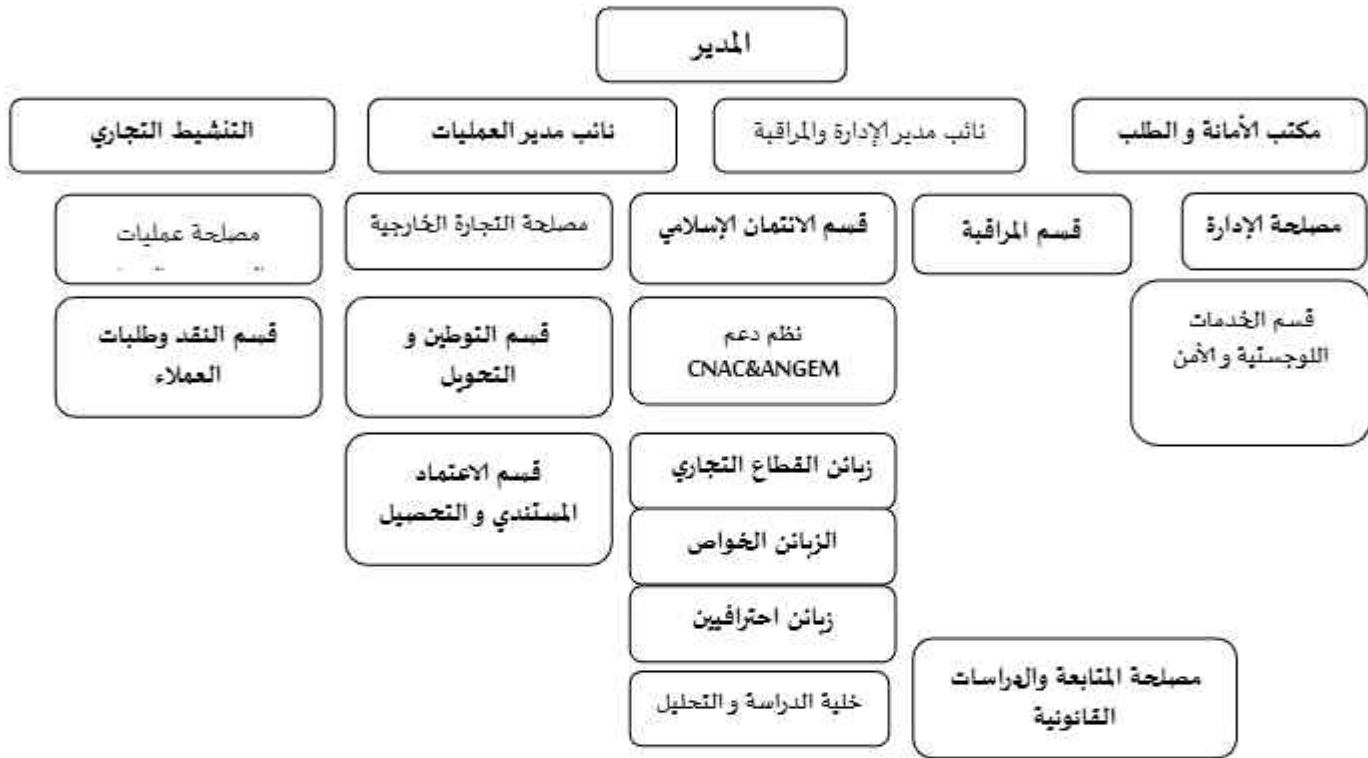 المدير
مكتب الأمانة و الطلب
نائب مدير الإدارة والمراقبة
نائب مدير العمليات
التنشيط التجاري
مصلحة الإدارة
قسم المراقبة
قسم الائتمان الإسلامي
مصلحة التجارة الخارجية
مصلحة عمليات
قسم الخدمات
اللوجستية و الأمن
نظم دعم
CNAC&ANGEM
قسم التوطين و
التحويل
قسم النقد وطلبات
العملاء
زبائن القطاع التجاري
قسم الاعتماد
المستندي و التحصيل
الزبائن الخواص
زبائن احترافيين
مصلحة المتابعة والدراسات
القانونية
خلية الدراسة و التحليل